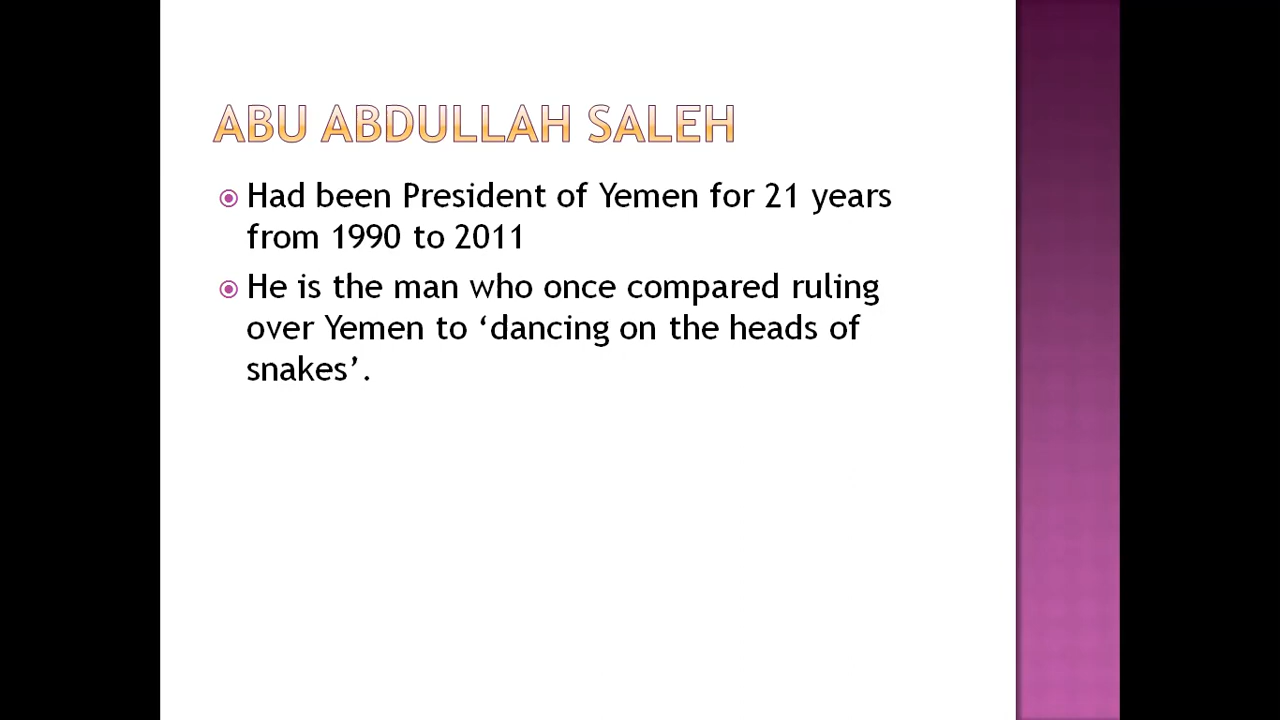 ABU ABDULLAH SALEH
Had been President of Yemen for 21 years
from 1990 to 2011
He is the man who once compared ruling
over Yemen to ‘dancing on the heads of
snakes’.